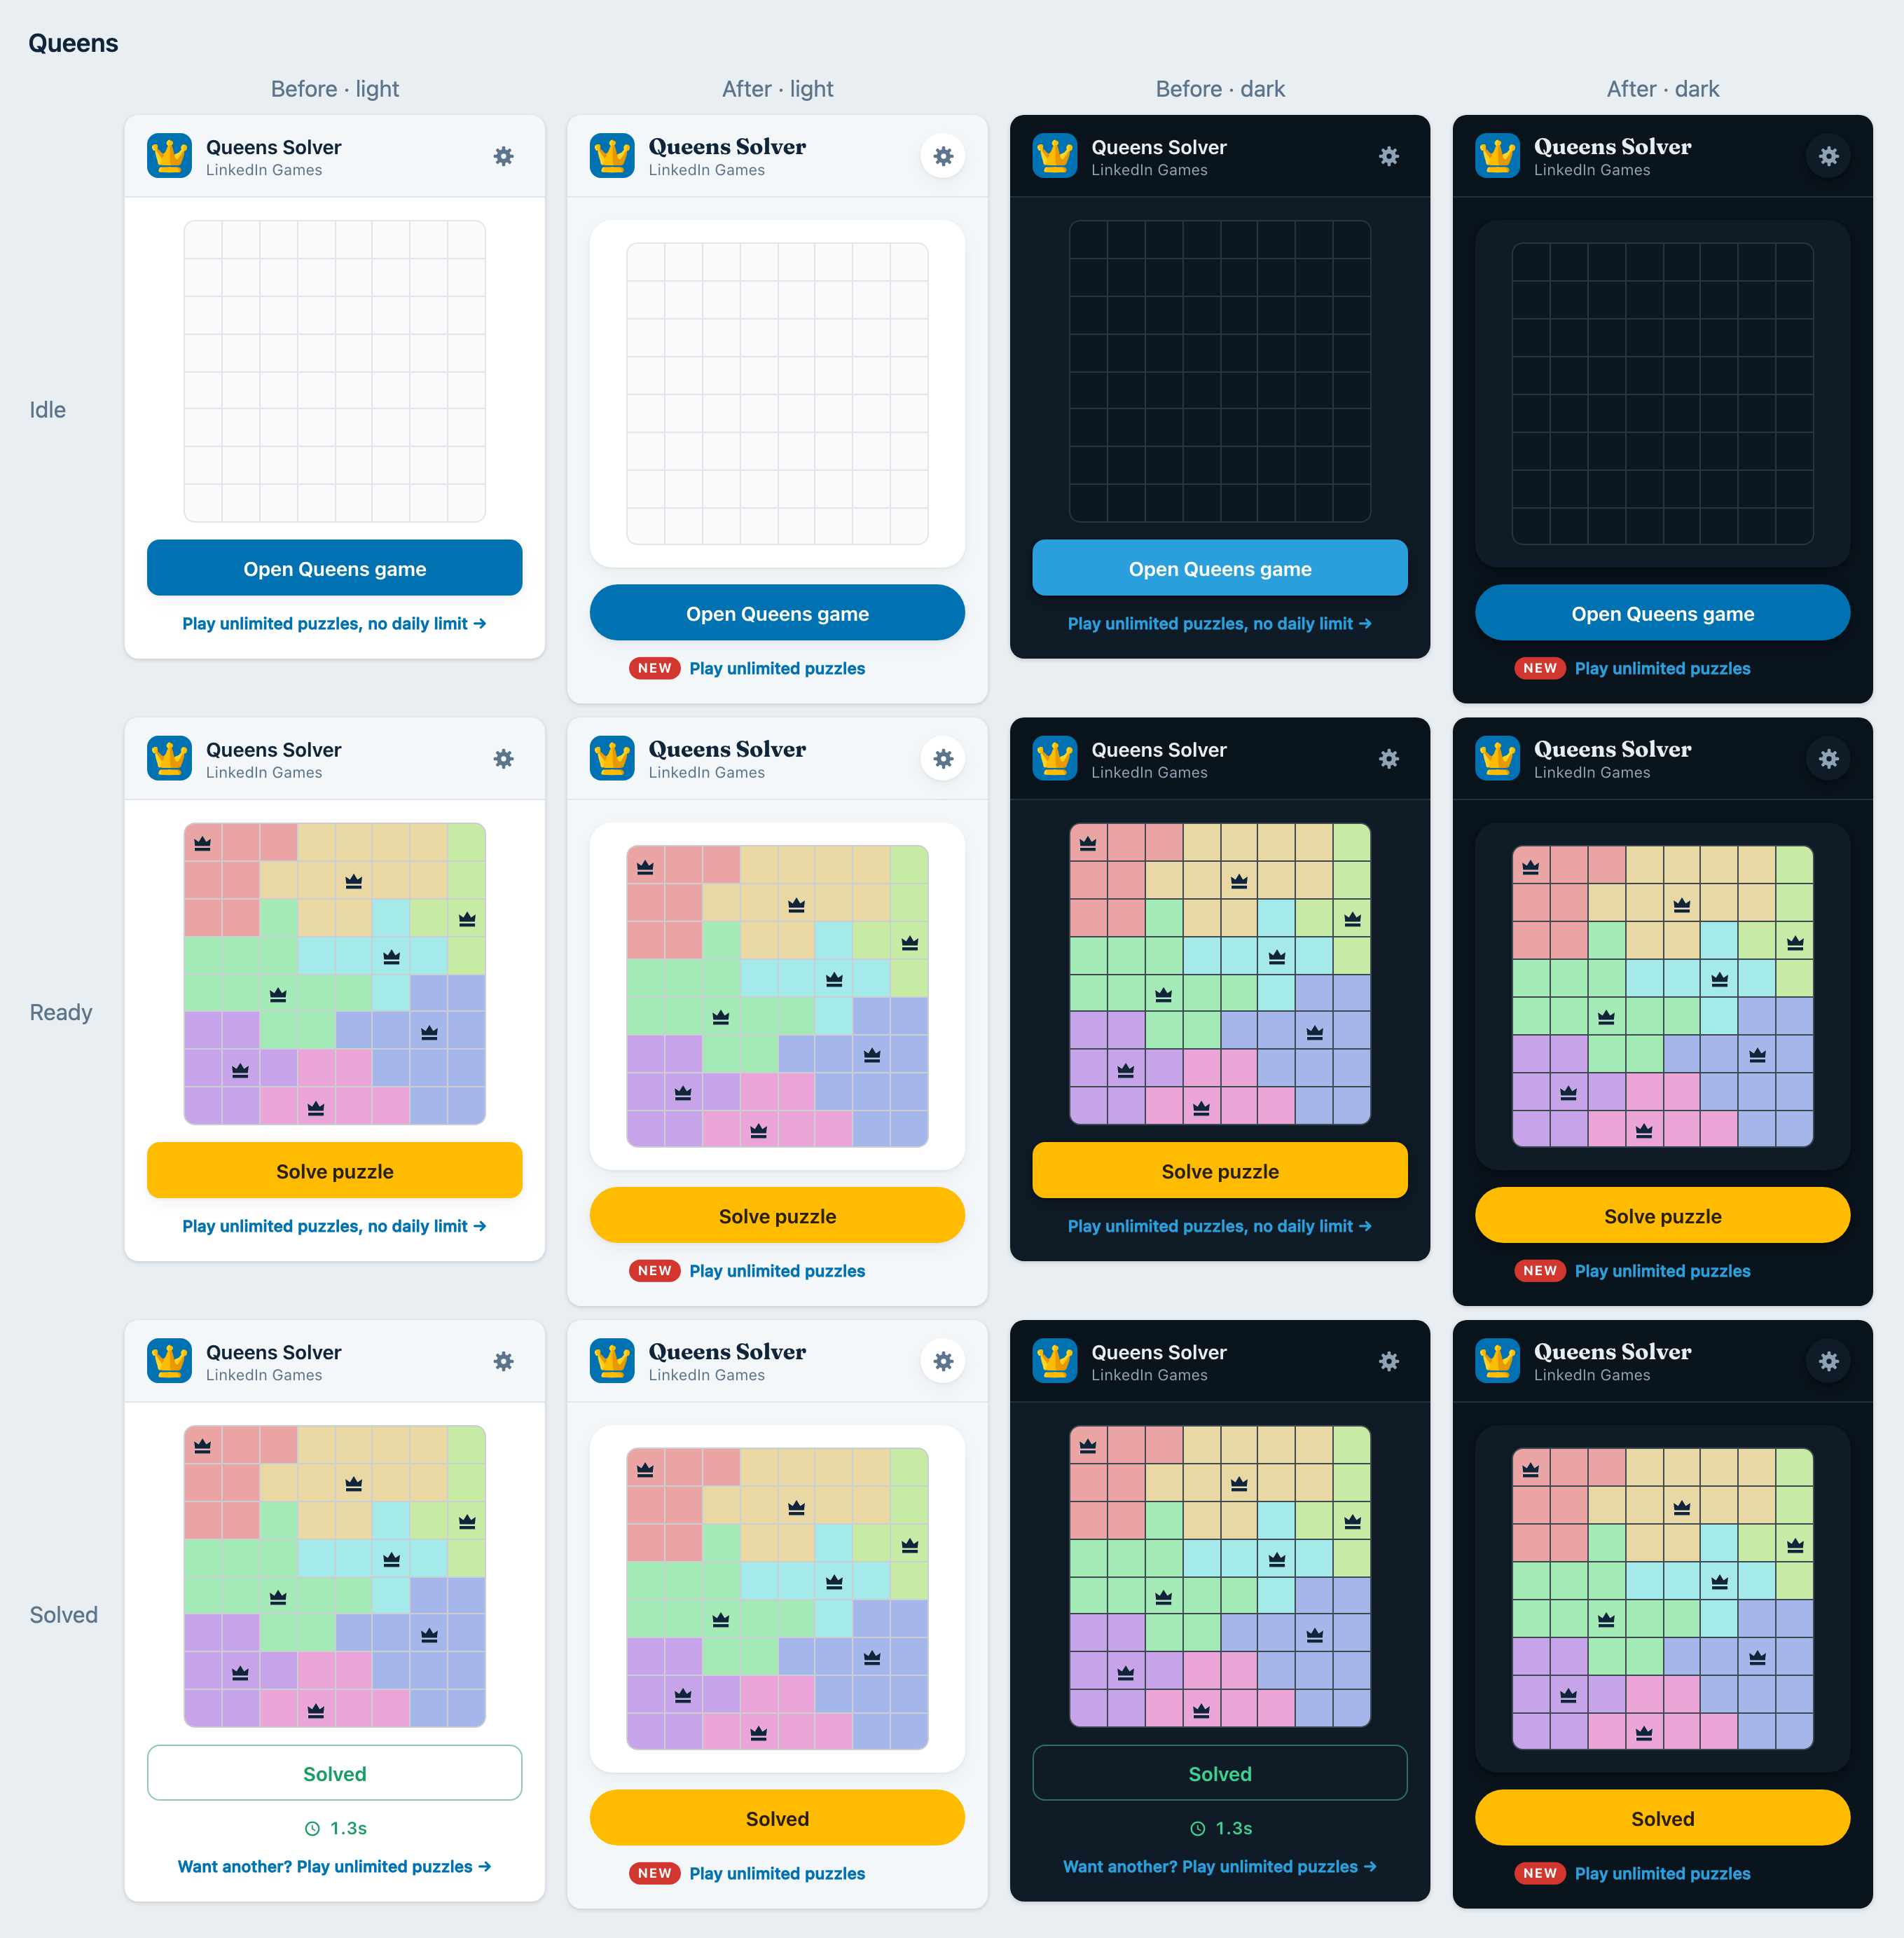 Queens
Before · light
After · light
Before · dark
After · dark
Idle
Queens Solver
LinkedIn Games
Open Queens game
Play unlimited puzzles, no daily limit →
Queens Solver
LinkedIn Games
Open Queens game
NEW Play unlimited puzzles
Queens Solver
LinkedIn Games
Open Queens game
Play unlimited puzzles, no daily limit →
Queens Solver
LinkedIn Games
Open Queens game
NEW Play unlimited puzzles
Ready
Queens Solver
LinkedIn Games
Solve puzzle
Play unlimited puzzles, no daily limit →
Queens Solver
LinkedIn Games
Solve puzzle
NEW Play unlimited puzzles
Queens Solver
LinkedIn Games
Solve puzzle
Play unlimited puzzles, no daily limit →
Queens Solver
LinkedIn Games
Solve puzzle
NEW Play unlimited puzzles
Solved
Queens Solver
LinkedIn Games
Solved
1.3s
Want another? Play unlimited puzzles →
Queens Solver
LinkedIn Games
Solved
NEW Play unlimited puzzles
Queens Solver
LinkedIn Games
Solved
1.3s
Want another? Play unlimited puzzles →
Queens Solver
LinkedIn Games
Solved
NEW Play unlimited puzzles